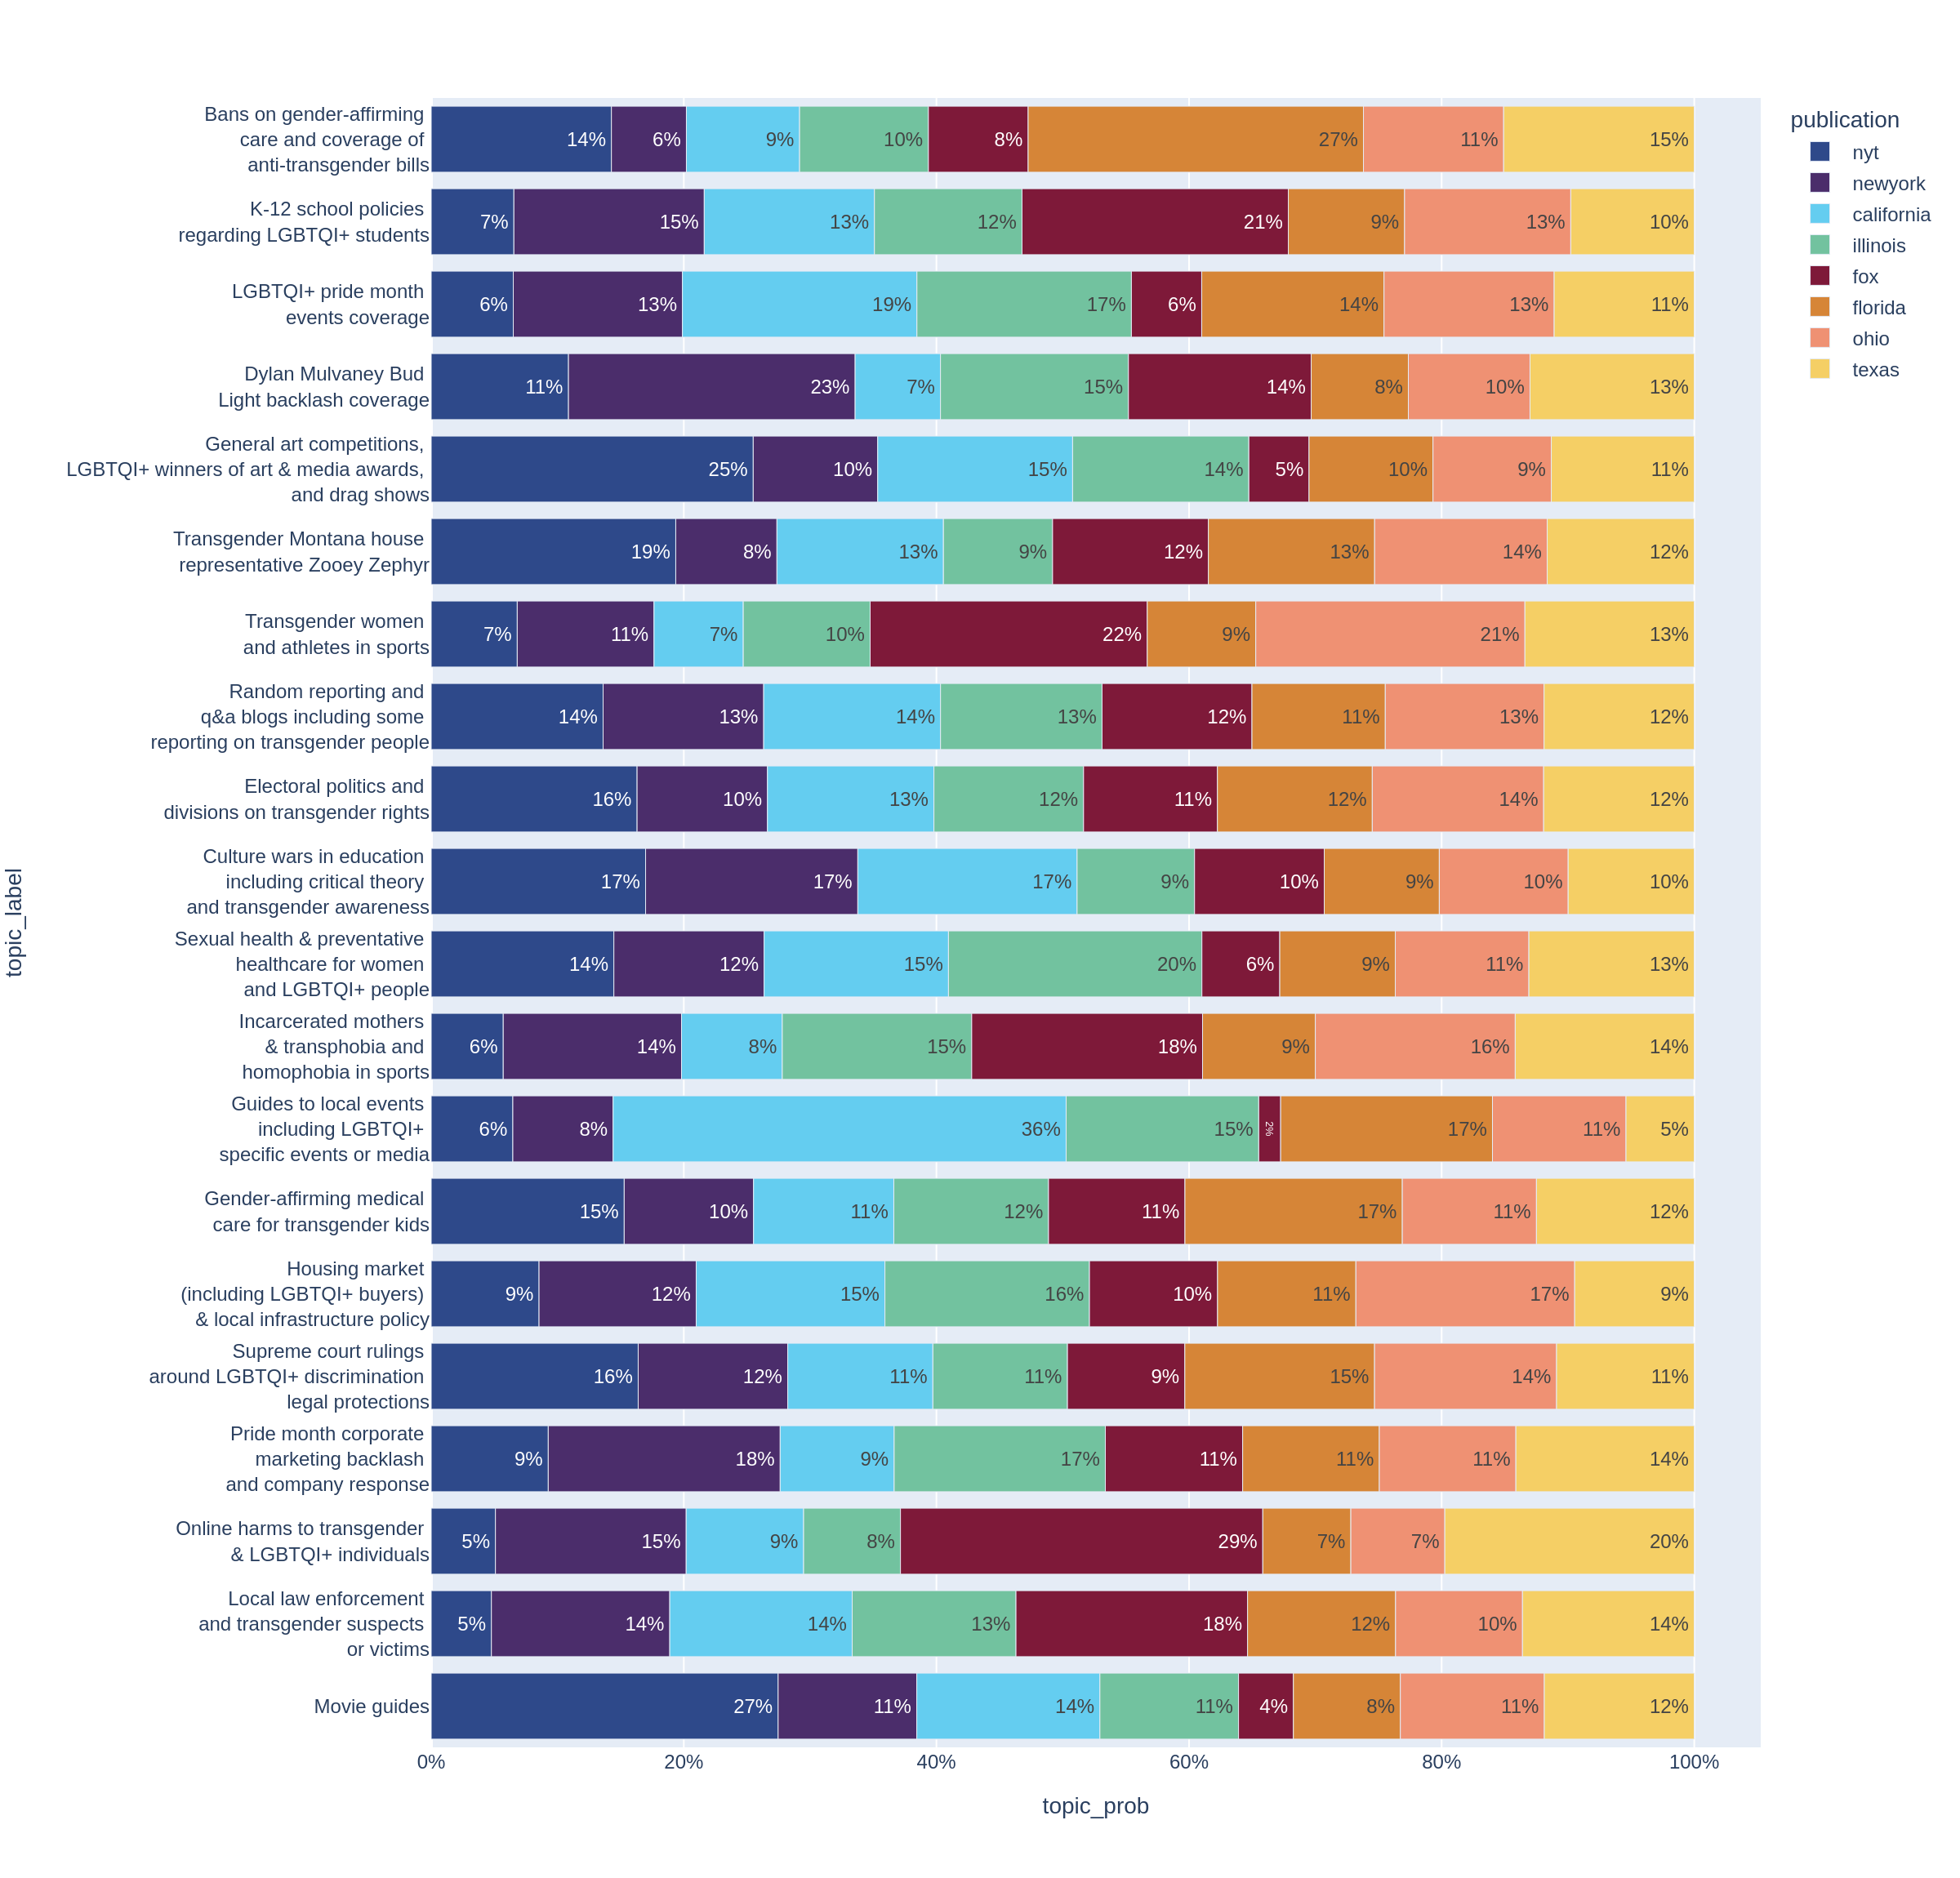 publication
nyt
newyork
california
illinois
fox
florida
ohio
texas
topic_label
Bans on gender-affirming
care and coverage of
anti-transgender bills
14% 6% 9% 10% 8% 27% 11% 15%
K-12 school policies
regarding LGBTQI+ students
7% 15% 13% 12% 21% 9% 13% 10%
LGBTQI+ pride month
events coverage
6% 13% 19% 17% 6% 14% 13% 11%
Dylan Mulvaney Bud
Light backlash coverage
11% 23% 7% 15% 14% 8% 10% 13%
General art competitions,
LGBTQI+ winners of art & media awards,
and drag shows
25% 10% 15% 14% 5% 10% 9% 11%
Transgender Montana house
representative Zooey Zephyr
19% 8% 13% 9% 12% 13% 14% 12%
Transgender women
and athletes in sports
7% 11% 7% 10% 22% 9% 21% 13%
Random reporting and
q&a blogs including some
reporting on transgender people
14% 13% 14% 13% 12% 11% 13% 12%
Electoral politics and
divisions on transgender rights
16% 10% 13% 12% 11% 12% 14% 12%
Culture wars in education
including critical theory
and transgender awareness
17% 17% 17% 9% 10% 9% 10% 10%
Sexual health & preventative
healthcare for women
and LGBTQI+ people
14% 12% 15% 20% 6% 9% 11% 13%
Incarcerated mothers
& transphobia and
homophobia in sports
6% 14% 8% 15% 18% 9% 16% 14%
Guides to local events
including LGBTQI+
specific events or media
6% 8% 36% 15% 2% 17% 11% 5%
Gender-affirming medical
care for transgender kids
15% 10% 11% 12% 11% 17% 11% 12%
Housing market
(including LGBTQI+ buyers)
& local infrastructure policy
9% 12% 15% 16% 10% 11% 17% 9%
Supreme court rulings
around LGBTQI+ discrimination
legal protections
16% 12% 11% 11% 9% 15% 14% 11%
Pride month corporate
marketing backlash
and company response
9% 18% 9% 17% 11% 11% 11% 14%
Online harms to transgender
& LGBTQI+ individuals
5% 15% 9% 8% 29% 7% 7% 20%
Local law enforcement
and transgender suspects
or victims
5% 14% 14% 13% 18% 12% 10% 14%
Movie guides
27% 11% 14% 11% 4% 8% 11% 12%
0% 20% 40% 60% 80% 100%
topic_prob